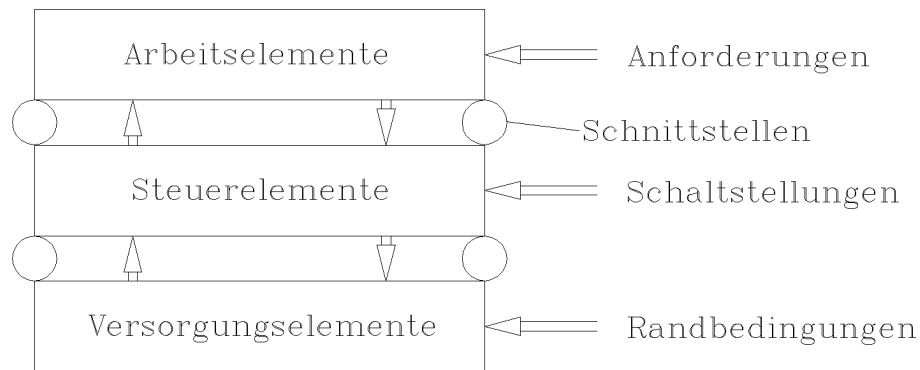 Arbeitselemente
Anforderungen
Schnittstellen
Steuerelemente
Schaltstellungen
Versorgungselemente
Randbedingungen